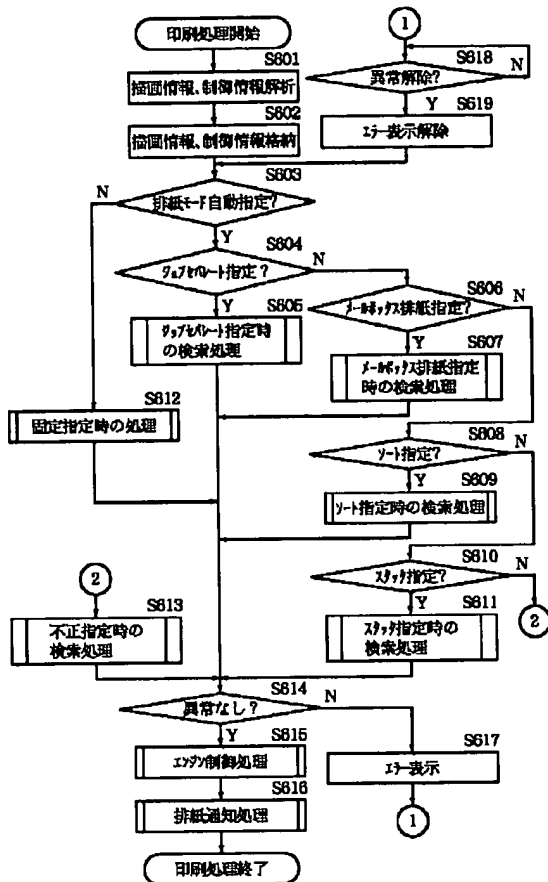 印刷処理開始
S601
描画情報、制御情報解析
S602
描画情報、制御情報格納
1
S618
異常解除?
N
Y
S619
エラー表示解除
S603
排紙モード自動指定?
N
Y
S604
ジョブセパレート指定?
N
Y
S605
ジョブセパレート指定時
の検索処理
S606
メールボックス排紙指定?
N
Y
S607
メールボックス排紙指定
時の検索処理
S612
固定指定時の処理
S608
ソート指定?
N
Y
S609
ソート指定時の検索処理
S610
スタック指定?
N
Y
2
S611
スタック指定時の
検索処理
2
S613
不正指定時の
検索処理
S614
異常なし?
N
Y
S615
エンジン制御処理
S616
排紙通知処理
S617
エラー表示
1
印刷処理終了